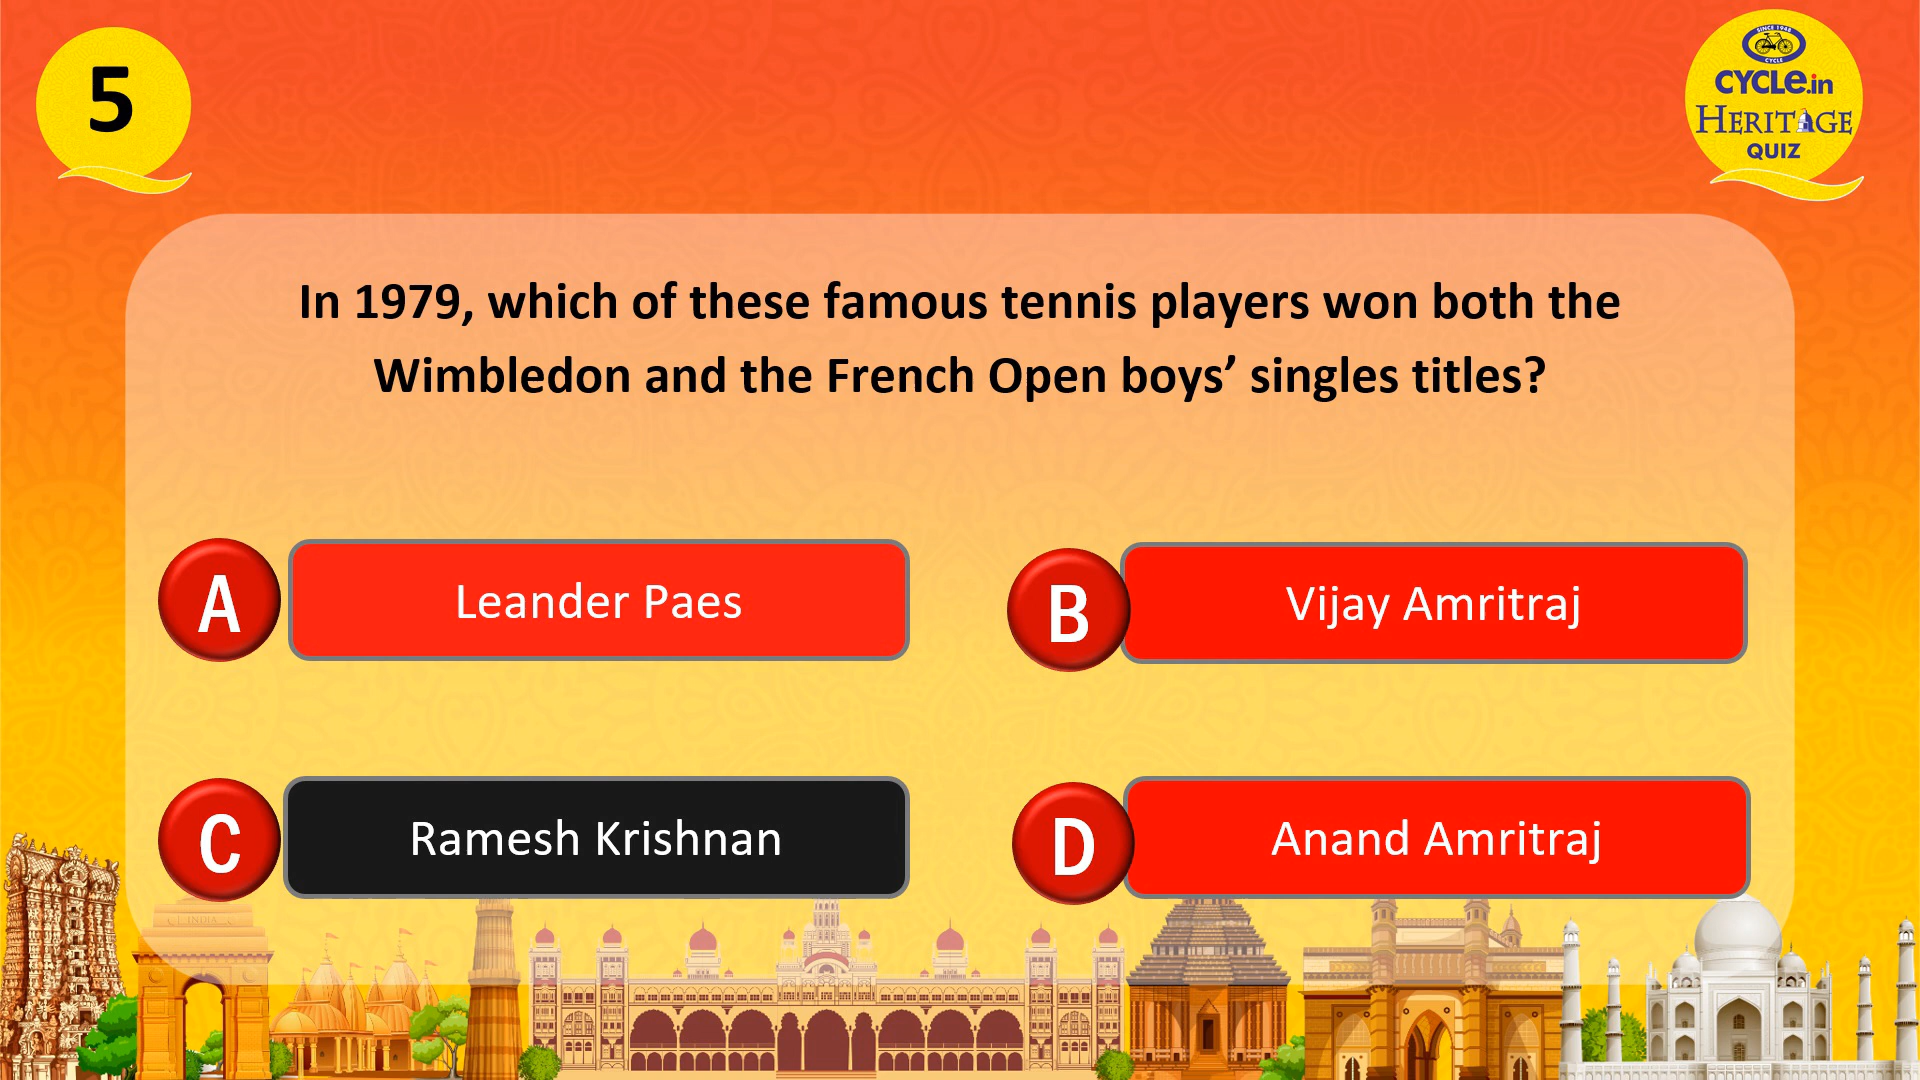 5
SINCE 1948
CYCLE
CYCLE.in
HERITAGE
QUIZ
In 1979, which of these famous tennis players won both the
Wimbledon and the French Open boys’ singles titles?
A Leander Paes
B Vijay Amritraj
C Ramesh Krishnan
D Anand Amritraj
INDIA